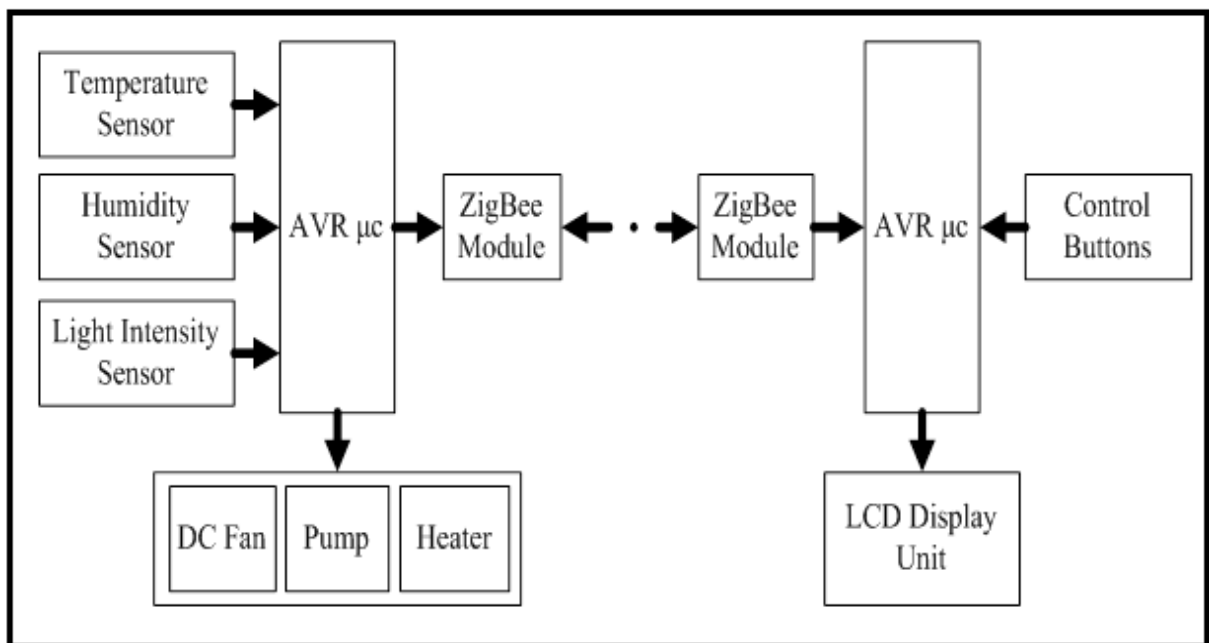 Temperature
Sensor
Humidity
Sensor
Light Intensity
Sensor
AVR μc
ZigBee
Module
ZigBee
Module
AVR μc
Control
Buttons
DC Fan
Pump
Heater
LCD Display
Unit